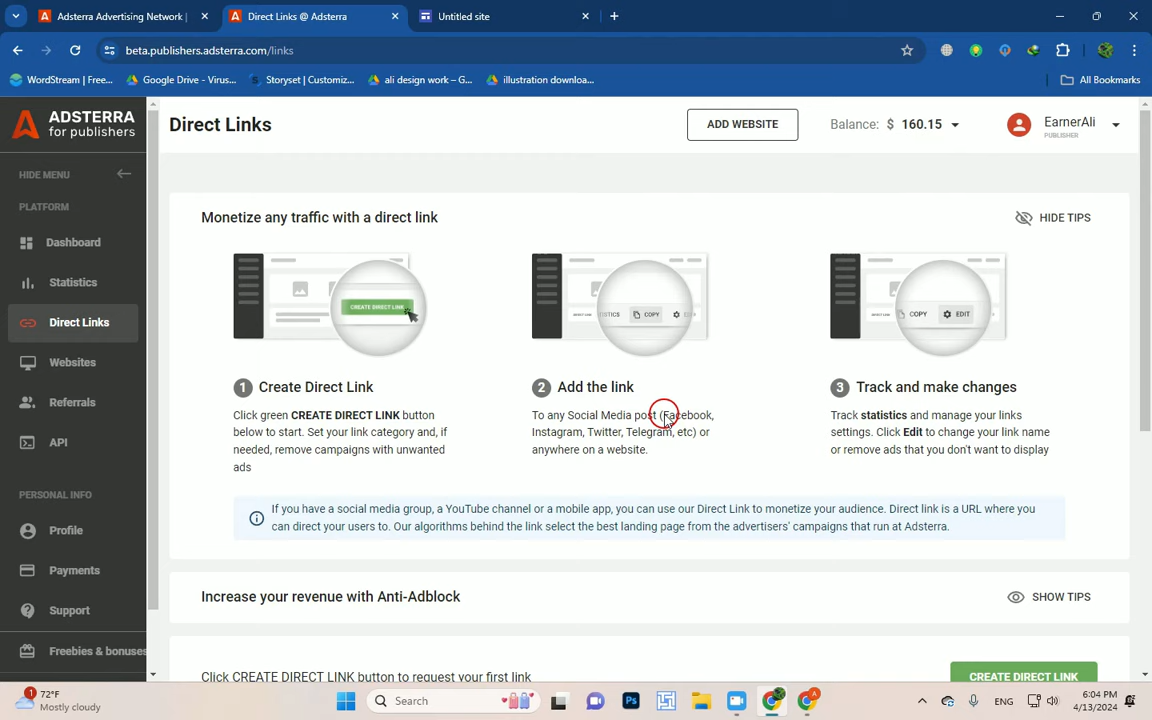 Adsterra Advertising Network |
Direct Links @ Adsterra
Untitled site
beta.publishers.adsterra.com/links
WordStream | Free...
Google Drive - Virus...
Storyset | Customiz...
ali design work – G...
illustration downloa...
All Bookmarks
ADSTERRA
for publishers
Direct Links
ADD WEBSITE
Balance: $ 160.15
EarnerAli
PUBLISHER
HIDE MENU
PLATFORM
Dashboard
Statistics
Direct Links
Websites
Referrals
API
PERSONAL INFO
Profile
Payments
Support
Freebies & bonuses
Monetize any traffic with a direct link
HIDE TIPS
CREATE DIRECT LINK
COPY
COPY
EDIT
1 Create Direct Link
Click green CREATE DIRECT LINK button
below to start. Set your link category and, if
needed, remove campaigns with unwanted
ads
2 Add the link
To any Social Media post (Facebook,
Instagram, Twitter, Telegram, etc) or
anywhere on a website.
3 Track and make changes
Track statistics and manage your links
settings. Click Edit to change your link name
or remove ads that you don't want to display
If you have a social media group, a YouTube channel or a mobile app, you can use our Direct Link to monetize your audience. Direct link is a URL where you
can direct your users to. Our algorithms behind the link select the best landing page from the advertisers' campaigns that run at Adsterra.
Increase your revenue with Anti-Adblock
SHOW TIPS
Click CREATE DIRECT LINK button to request your first link
CREATE DIRECT LINK
1
72°F
Mostly cloudy
Search
ENG
6:04 PM
4/13/2024